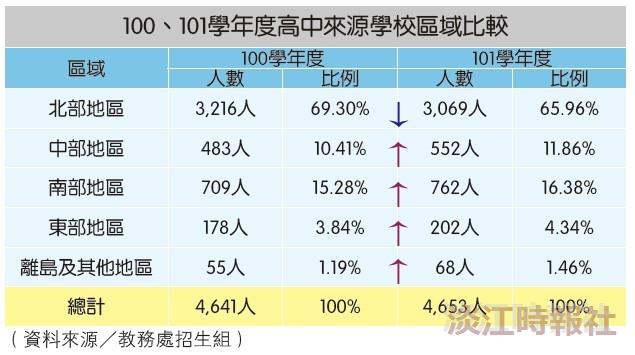 100、101學年度高中來源學校區域比較
區域 100學年度 101學年度
人數 比例 人數 比例
北部地區 3,216人 69.30% ↓ 3,069人 65.96%
中部地區 483人 10.41% ↑ 552人 11.86%
南部地區 709人 15.28% ↑ 762人 16.38%
東部地區 178人 3.84% ↑ 202人 4.34%
離島及其他地區 55人 1.19% ↑ 68人 1.46%
總計 4,641人 100% 4,653人 100%
(資料來源／教務處招生組)
淡江時報社